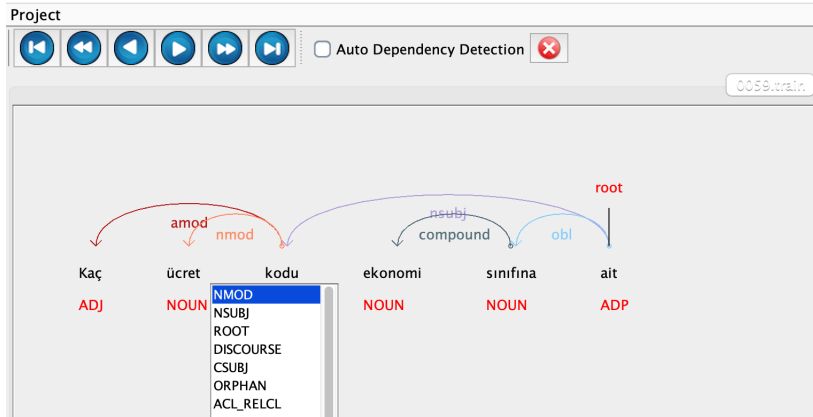 Project
Auto Dependency Detection
0059.train
root
amod nmod nsubj compound obl
Kaç ücret kodu ekonomi sınıfına ait
ADJ NOUN NOUN NOUN ADP
NMOD
NSUBJ
ROOT
DISCOURSE
CSUBJ
ORPHAN
ACL_RELCL